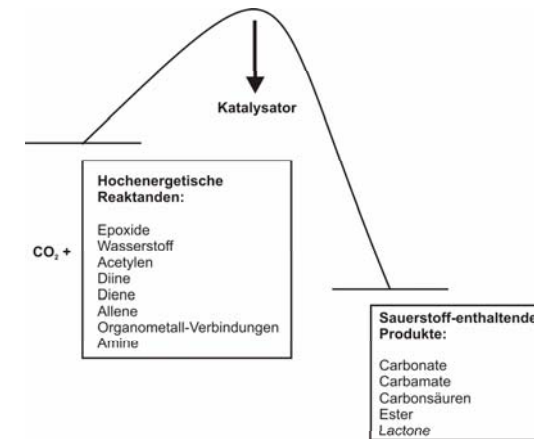 Katalysator
Hochenergetische
Reaktanden:
CO₂ +
Epoxide
Wasserstoff
Acetylen
Diine
Diene
Allene
Organometall-Verbindungen
Amine
Sauerstoff-enthaltende
Produkte:
Carbonate
Carbamate
Carbonsäuren
Ester
Lactone